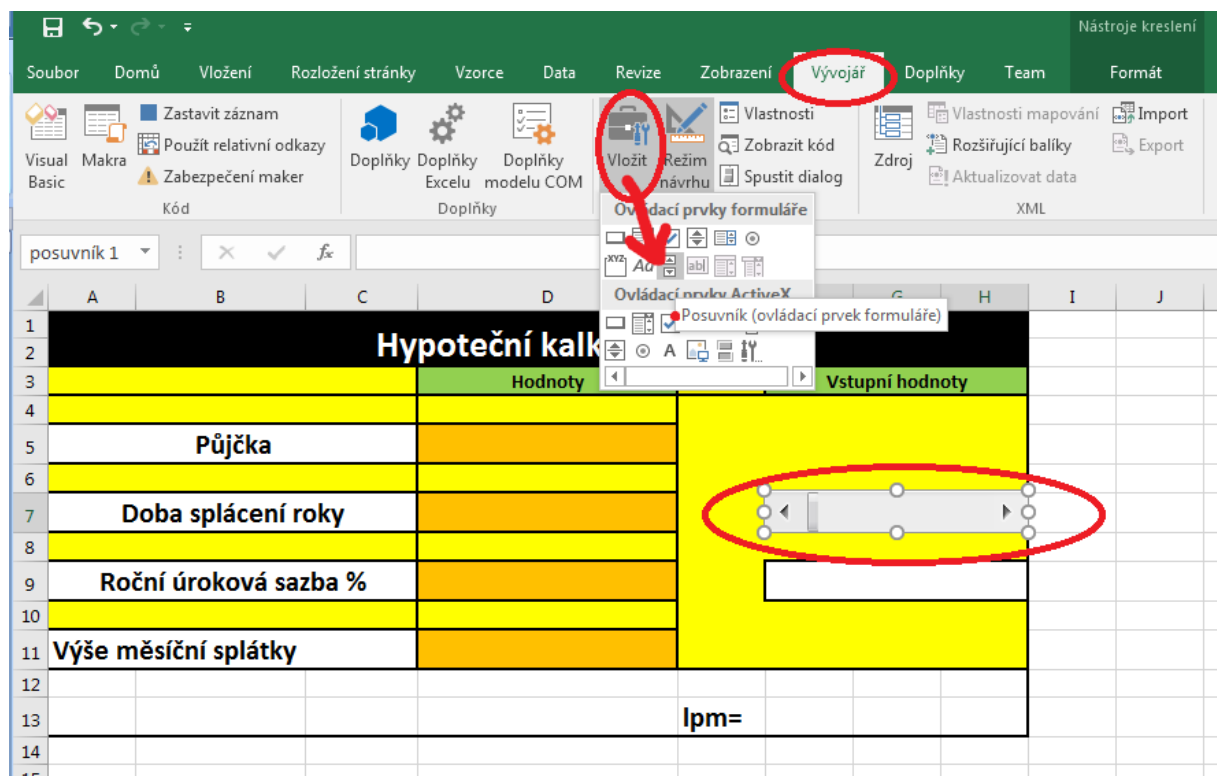 Nástroje kreslení
Soubor Domů Vložení Rozložení stránky Vzorce Data Revize Zobrazení Vývojář Doplňky Team Formát
Visual Basic
Makra
Zastavit záznam
Použít relativní odkazy
Zabezpečení maker
Kód
Doplňky
Doplňky Excelu
Doplňky modelu COM
Doplňky
Vložit
Režim návrhu
Vlastnosti
Zobrazit kód
Spustit dialog
Zdroj
Vlastnosti mapování
Rozšiřující balíky
Aktualizovat data
Import
Export
XML
Ovládací prvky formuláře
XYZ Aa ab
Ovládací prvky ActiveX
Posuvník (ovládací prvek formuláře)
A
posuvník 1 fx
A B C D G H I J
1
2 Hypoteční kalk
3 Hodnoty Vstupní hodnoty
4
5 Půjčka
6
7 Doba splácení roky
8
9 Roční úroková sazba %
10
11 Výše měsíční splátky
12
13 lpm=
14